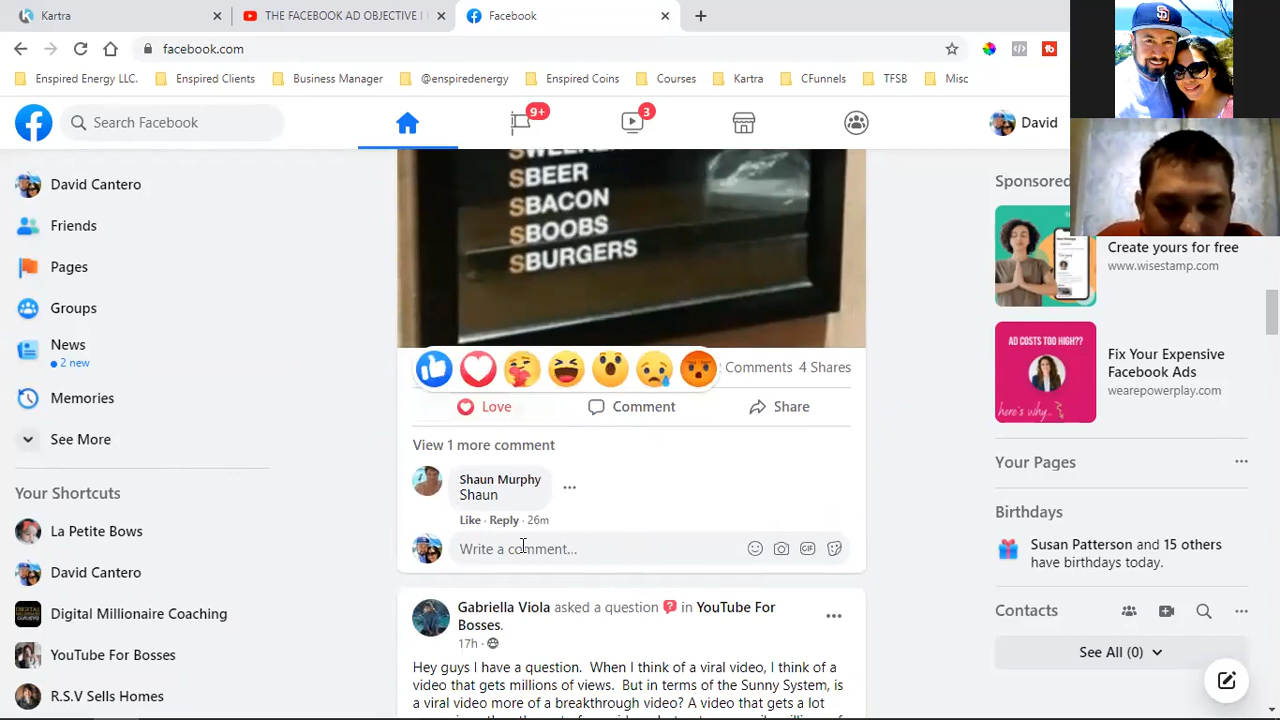 Kartra
THE FACEBOOK AD OBJECTIVE
Facebook
facebook.com
Enspired Energy LLC.
Enspired Clients
Business Manager
@enspiredenergy
Enspired Coins
Courses
Kartra
CFunnels
TFSB
Misc
Search Facebook
9+
3
David
David Cantero
Friends
Pages
Groups
News
2 new
Memories
See More
Your Shortcuts
La Petite Bows
David Cantero
Digital Millionaire Coaching
YouTube For Bosses
R.S.V Sells Homes
SBEER
SBACON
SBOOBS
SBURGERS
Comments 4 Shares
Love
Comment
Share
View 1 more comment
Shaun Murphy
Shaun
Like · Reply · 26m
Write a comment...
GIF
Gabriella Viola asked a question in YouTube For
Bosses.
17h
Hey guys I have a question. When I think of a viral video, I think of a
video that gets millions of views. But in terms of the Sunny System, is
a viral video more of a breakthrough video? A video that gets a lot
Sponsored
Create yours for free
www.wisestamp.com
AD COSTS TOO HIGH??
here's why...
Fix Your Expensive
Facebook Ads
wearepowerplay.com
Your Pages
Birthdays
Susan Patterson and 15 others
have birthdays today.
Contacts
See All (0)